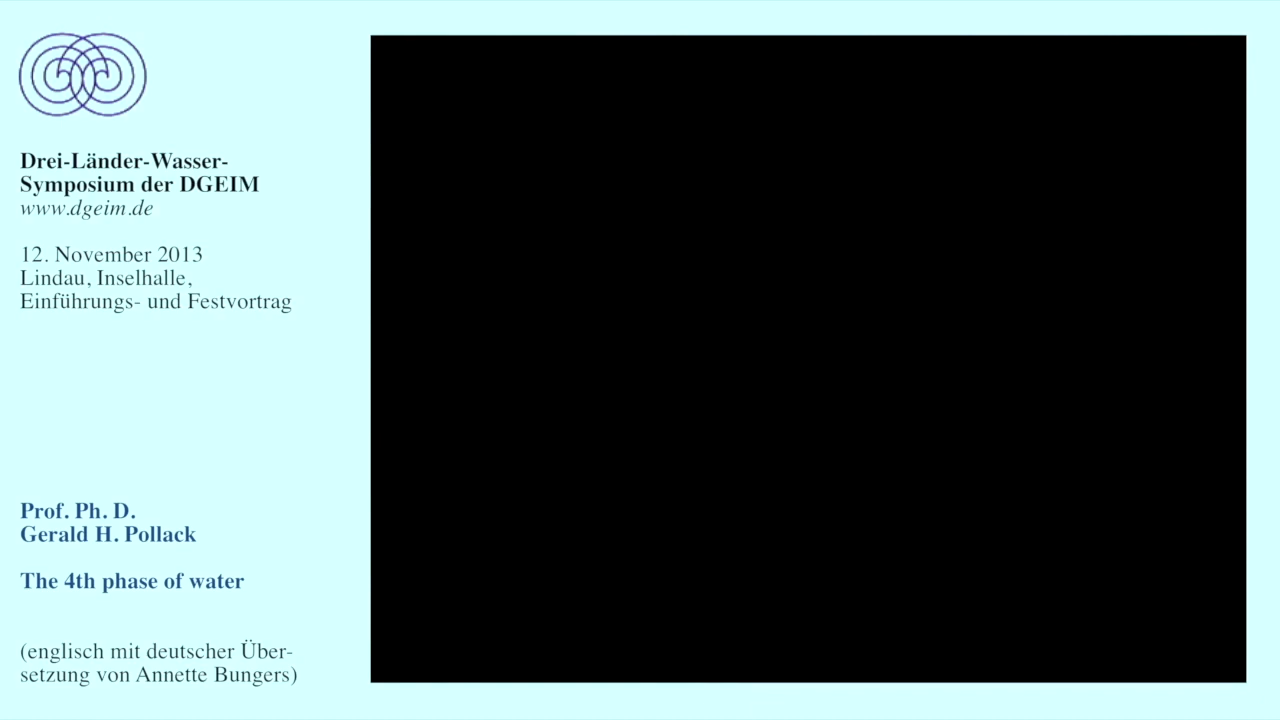 Drei-Länder-Wasser-
Symposium der DGEIM
www.dgeim.de
12. November 2013
Lindau, Inselhalle,
Einführungs- und Festvortrag
Prof. Ph. D.
Gerald H. Pollack
The 4th phase of water
(englisch mit deutscher Über-
setzung von Annette Bungers)